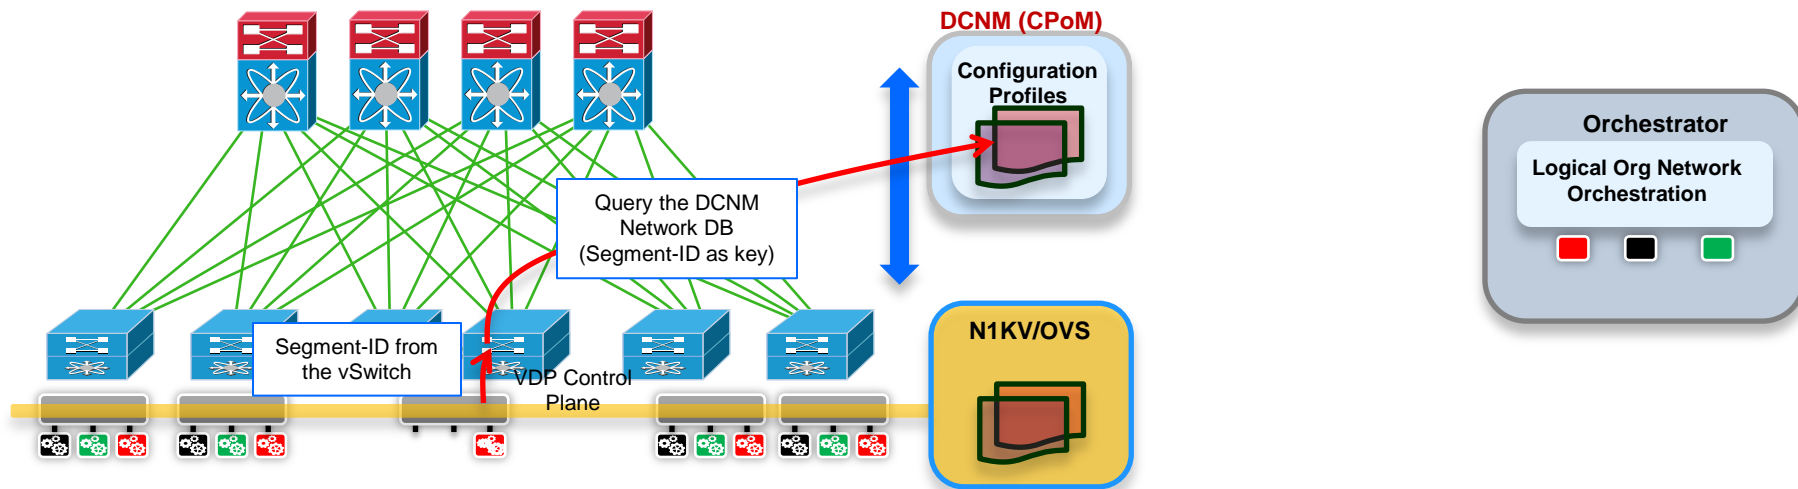 DCNM (CPoM)
Configuration
Profiles
Orchestrator
Logical Org Network
Orchestration
Query the DCNM
Network DB
(Segment-ID as key)
Segment-ID from
the vSwitch
VDP Control
Plane
N1KV/OVS